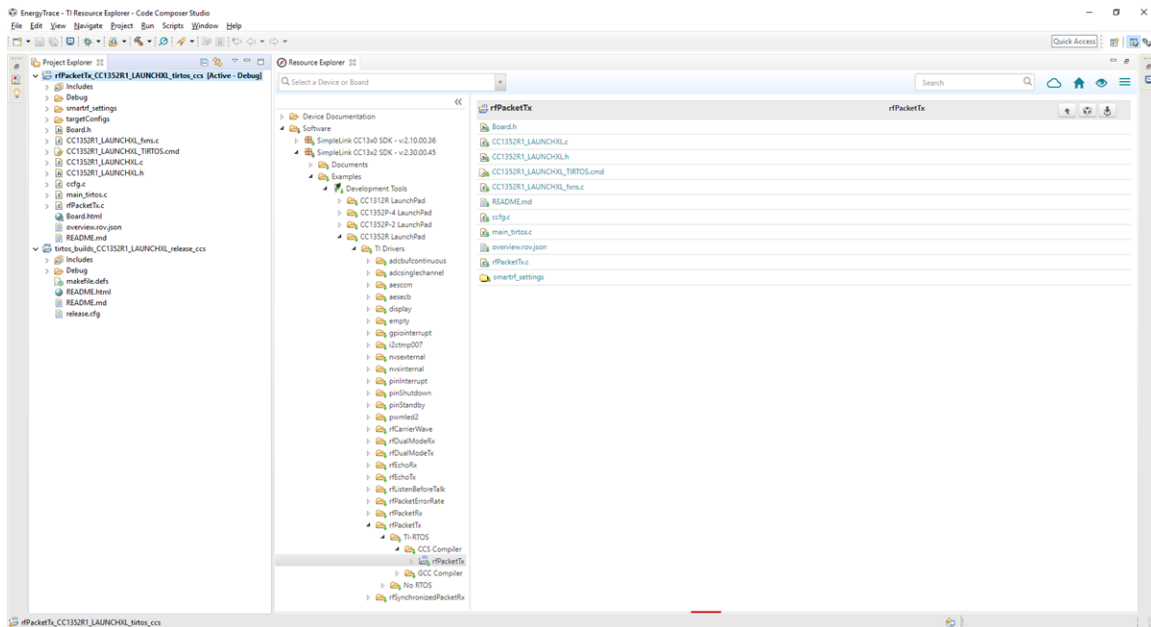 EnergyTrace - TI Resource Explorer - Code Composer Studio
File Edit View Navigate Project Run Scripts Window Help
Quick Access
Project Explorer
rfPacketTx_CC1352R1_LAUNCHXL_tirtos_ccs [Active - Debug]
Includes
Debug
smartrf_settings
targetConfigs
Board.h
CC1352R1_LAUNCHXL_fxns.c
CC1352R1_LAUNCHXL_TIRTOS.cmd
CC1352R1_LAUNCHXL.c
CC1352R1_LAUNCHXL.h
ccfg.c
main_tirtos.c
rfPacketTx.c
Board.html
overview.rov.json
README.md
tirtos_builds_CC1352R1_LAUNCHXL_release_ccs
Includes
Debug
makefile.defs
README.html
README.md
release.cfg
Resource Explorer
Select a Device or Board
Search
Device Documentation
Software
SimpleLink CC13x0 SDK - v:2.10.00.36
SimpleLink CC13x2 SDK - v:2.30.00.45
Documents
Examples
Development Tools
CC1312R LaunchPad
CC1352P-4 LaunchPad
CC1352P-2 LaunchPad
CC1352R LaunchPad
TI Drivers
adcbufcontinuous
adcsinglechannel
aesccm
aesecb
display
empty
gpiointerrupt
i2ctmp007
nvsexternal
nvsinternal
pinInterrupt
pinShutdown
pinStandby
pwmled2
rfCarrierWave
rfDualModeRx
rfDualModeTx
rfEchoRx
rfEchoTx
rfListenBeforeTalk
rfPacketErrorRate
rfPacketRx
rfPacketTx
TI-RTOS
CCS Compiler
rfPacketTx
GCC Compiler
No RTOS
rfSynchronizedPacketRx
rfPacketTx rfPacketTx
Board.h
CC1352R1_LAUNCHXL.c
CC1352R1_LAUNCHXL.h
CC1352R1_LAUNCHXL_TIRTOS.cmd
CC1352R1_LAUNCHXL_fxns.c
README.md
ccfg.c
main_tirtos.c
overview.rov.json
rfPacketTx.c
smartrf_settings
rfPacketTx_CC1352R1_LAUNCHXL_tirtos_ccs